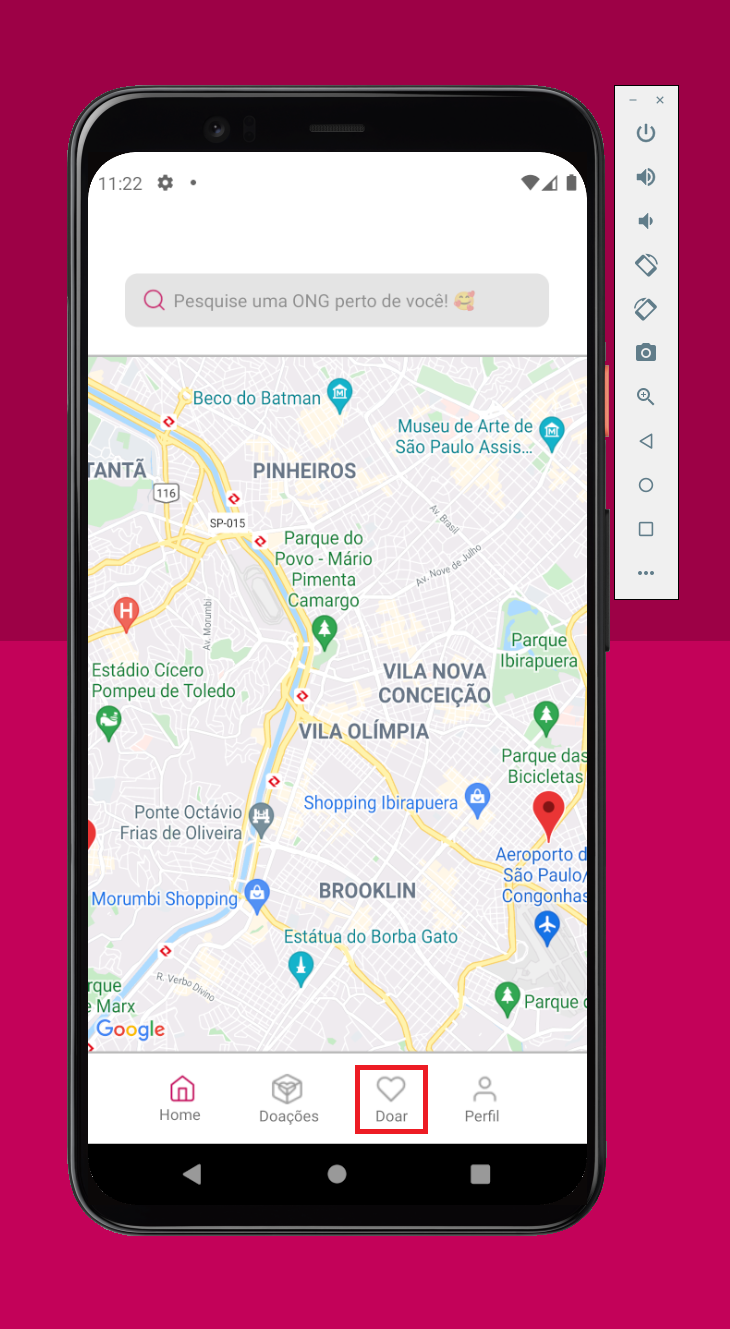 11:22
Pesquise uma ONG perto de você! 🥰
Beco do Batman
Museu de Arte de
São Paulo Assis...
TANTÃ
PINHEIROS
116
SP-015
Av. Brasil
Parque do
Povo - Mário
Pimenta
Camargo
Av. Nove de Julho
H
Av. Morumbi
Parque
Ibirapuera
Estádio Cícero
Pompeu de Toledo
VILA NOVA
CONCEIÇÃO
VILA OLÍMPIA
Parque das
Bicicletas
Shopping Ibirapuera
Ponte Octávio
Frias de Oliveira
Aeroporto d
São Paulo/
Congonhas
Morumbi Shopping
BROOKLIN
Estátua do Borba Gato
R. Verbo Divino
rque
e Marx
Parque
Google
Home
Doações
Doar
Perfil